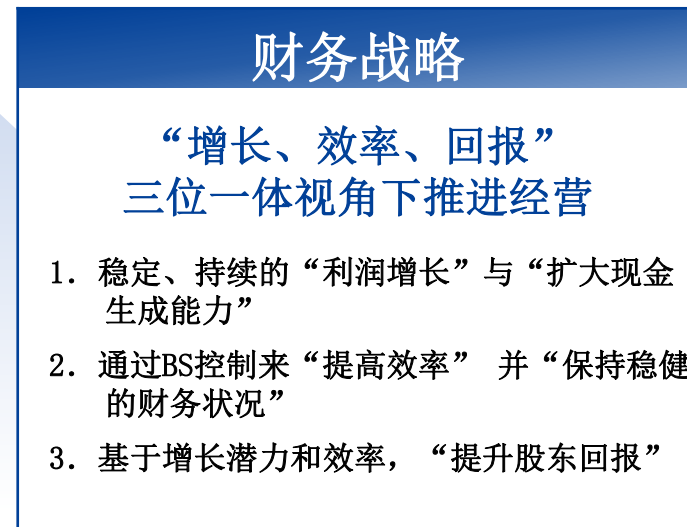 财务战略
“增长、效率、回报”
三位一体视角下推进经营
1. 稳定、持续的“利润增长”与“扩大现金
生成能力”
2. 通过BS控制来“提高效率” 并“保持稳健
的财务状况”
3. 基于增长潜力和效率，“提升股东回报”